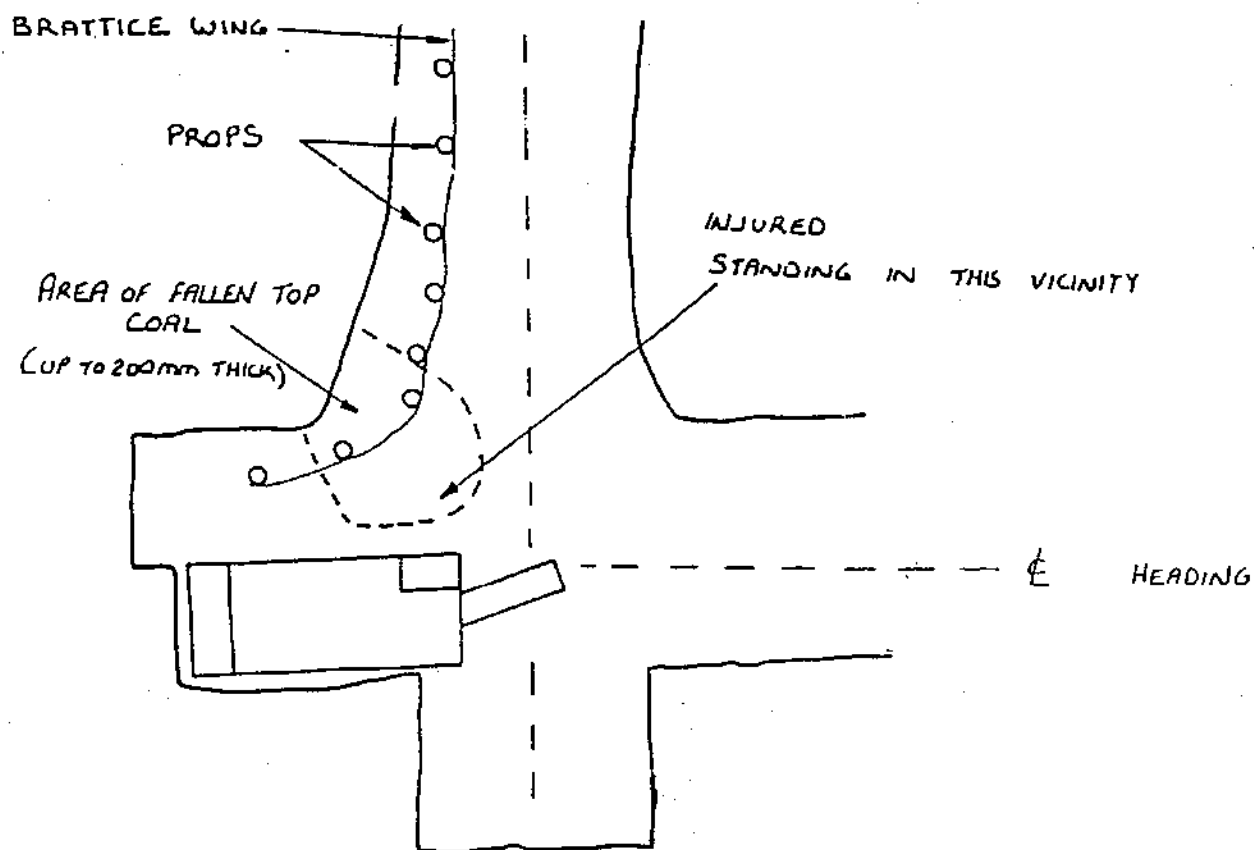 BRATTICE WING
PROPS
INJURED
STANDING IN THIS VICINITY
AREA OF FALLEN TOP
COAL
(UP TO 200mm THICK)
℄ HEADING